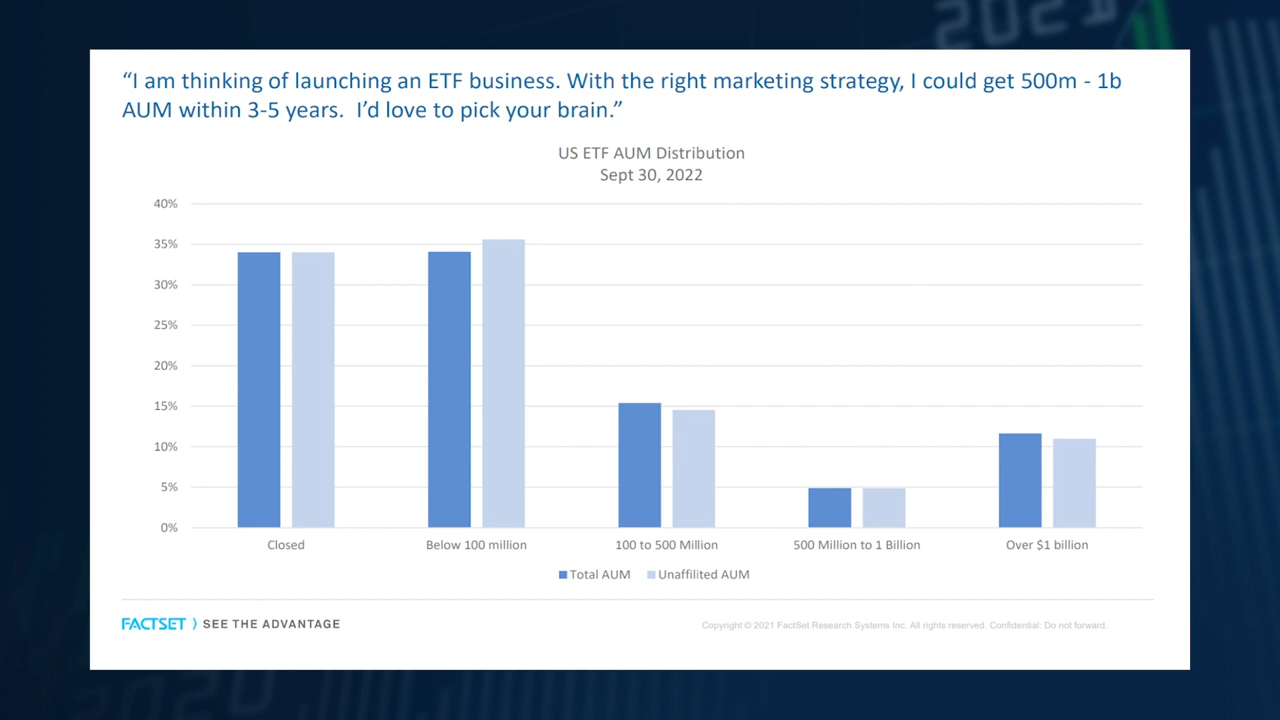 2021
“I am thinking of launching an ETF business. With the right marketing strategy, I could get 500m - 1b
AUM within 3-5 years.  I’d love to pick your brain.”
US ETF AUM Distribution
Sept 30, 2022
40%
35%
30%
25%
20%
15%
10%
5%
0%
Closed
Below 100 million
100 to 500 Million
500 Million to 1 Billion
Over $1 billion
Total AUM
Unaffilited AUM
FACTSET ⟩ SEE THE ADVANTAGE
Copyright © 2021 FactSet Research Systems Inc. All rights reserved. Confidential: Do not forward.
2020